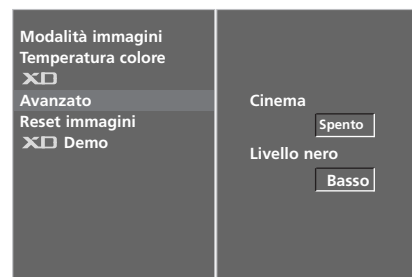 Modalità immagini
Temperatura colore
XD
Avanzato
Reset immagini
XD Demo
Cinema
Spento
Livello nero
Basso